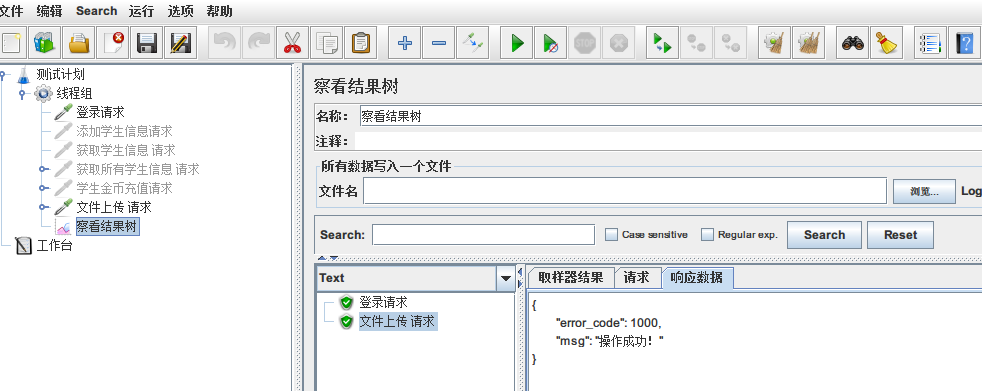 文件 编辑 Search 运行 选项 帮助
STOP
测试计划
线程组
登录请求
添加学生信息请求
获取学生信息 请求
获取所有学生信息 请求
学生金币充值请求
文件上传 请求
察看结果树
工作台
察看结果树
名称： 察看结果树
注释：
所有数据写入一个文件
文件名 浏览... Log
Search: Case sensitive Regular exp. Search Reset
Text
登录请求
文件上传 请求
取样器结果 请求 响应数据
{
"error_code": 1000,
"msg": "操作成功！"
}